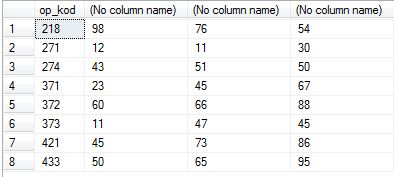 op_kod (No column name) (No column name) (No column name)
1 218 98 76 54
2 271 12 11 30
3 274 43 51 50
4 371 23 45 67
5 372 60 66 88
6 373 11 47 45
7 421 45 73 86
8 433 50 65 95